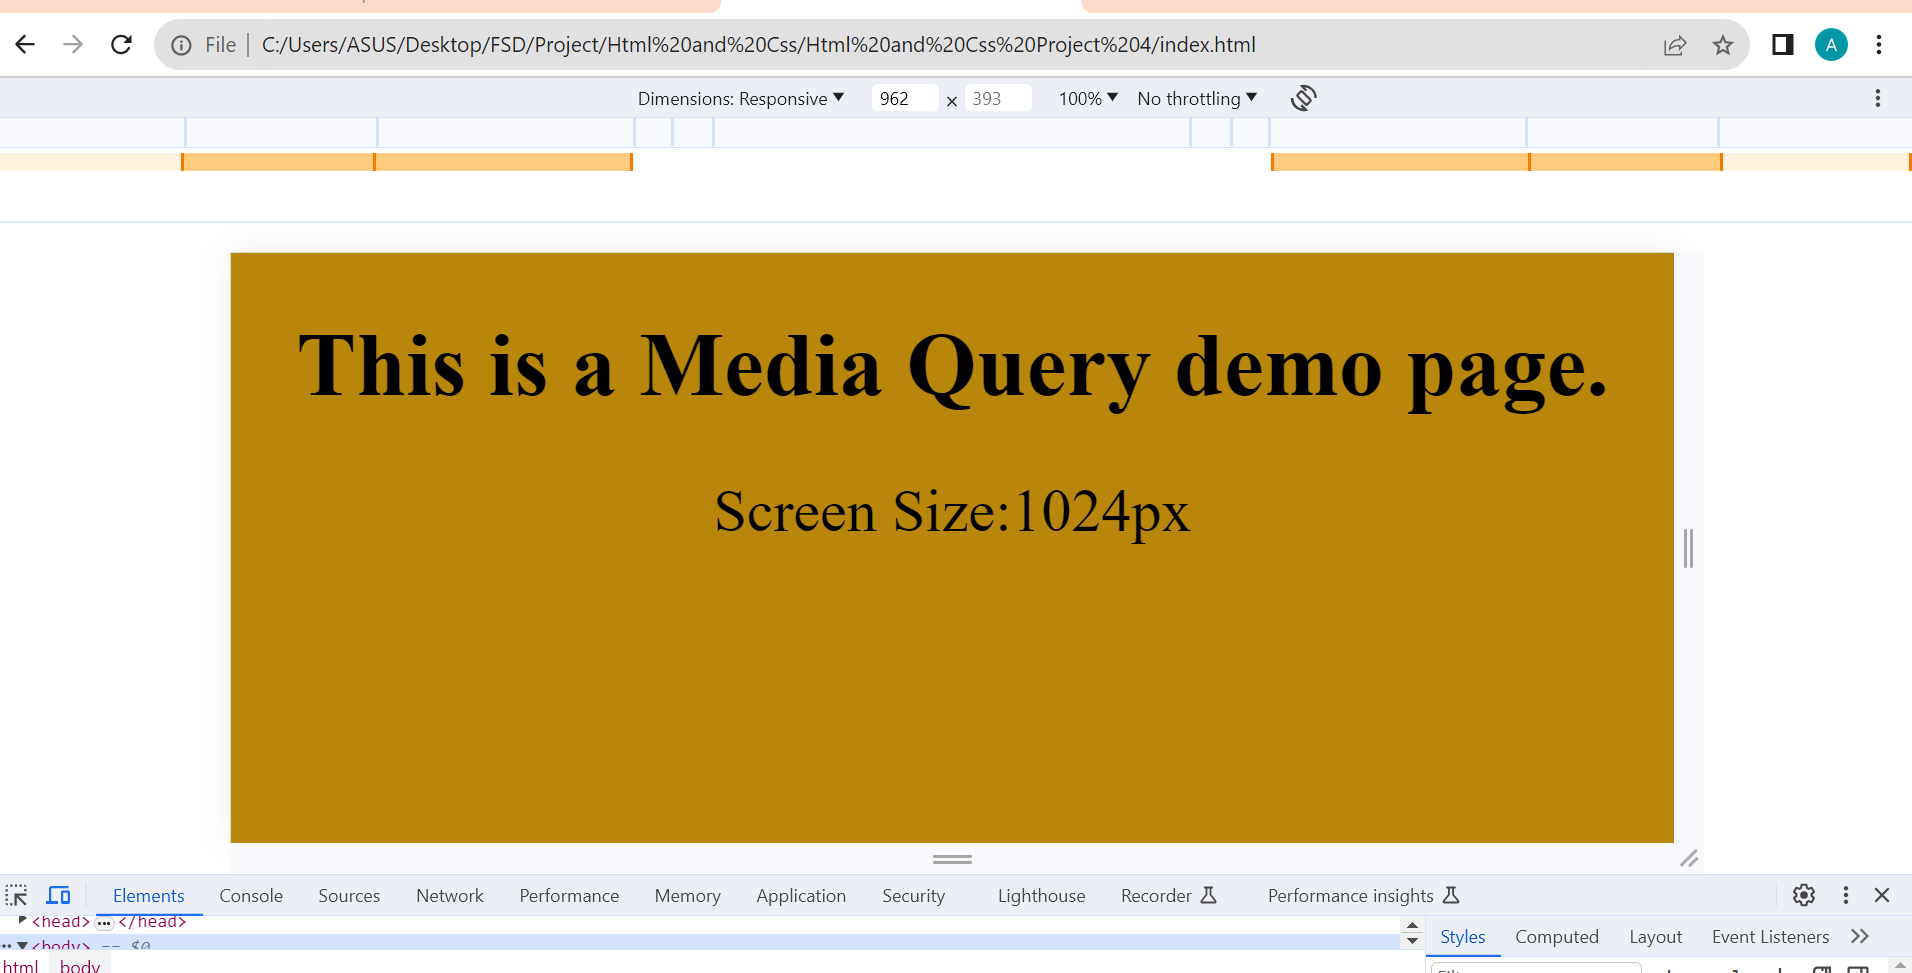 File C:/Users/ASUS/Desktop/FSD/Project/Html%20and%20Css/Html%20and%20Css%20Project%204/index.html A
Dimensions: Responsive 962 × 393 100% No throttling
This is a Media Query demo page.
Screen Size:1024px
Elements Console Sources Network Performance Memory Application Security Lighthouse Recorder Performance insights
<head> ••• </head>
••• <body> == $0
html body
Styles Computed Layout Event Listeners